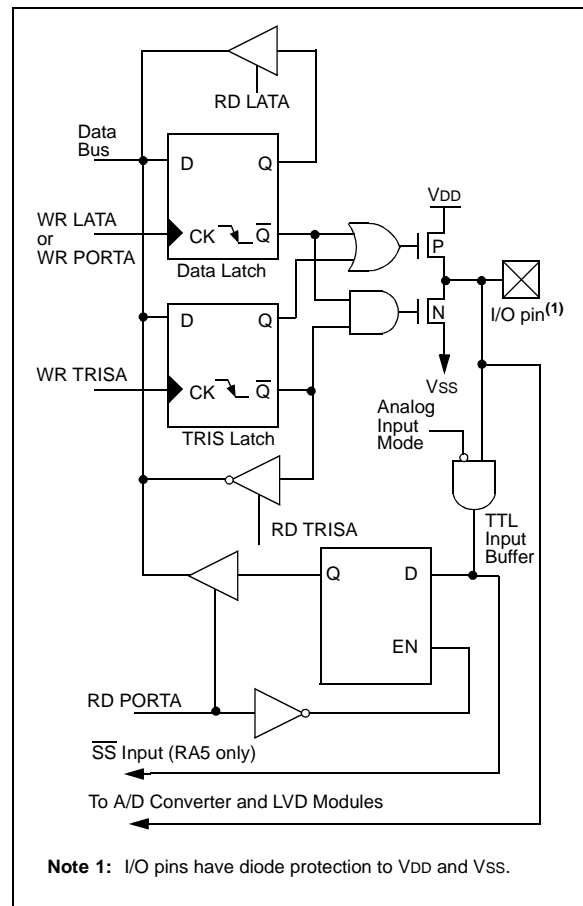 RD LATA
Data
Bus
D
Q
VDD
WR LATA
or
WR PORTA
CK
Q̅
P
Data Latch
I/O pin(1)
N
D
Q
WR TRISA
CK
Q̅
VSS
TRIS Latch
Analog
Input
Mode
TTL
Input
Buffer
RD TRISA
Q
D
EN
RD PORTA
S̅S̅ Input (RA5 only)
To A/D Converter and LVD Modules
Note 1: I/O pins have diode protection to VDD and VSS.